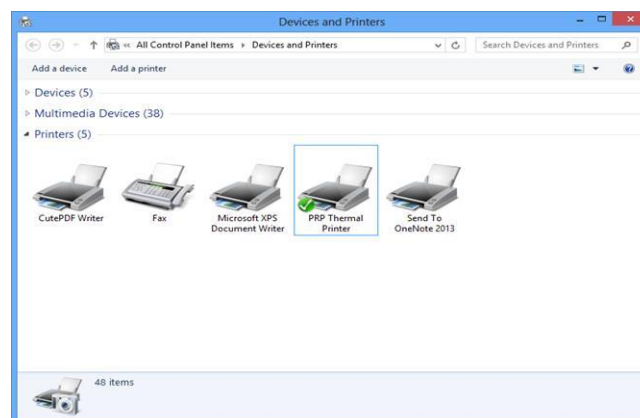 Devices and Printers
« All Control Panel Items Devices and Printers
Search Devices and Printers
Add a device Add a printer
Devices (5)
Multimedia Devices (38)
Printers (5)
CutePDF Writer Fax Microsoft XPS Document Writer PRP Thermal Printer Send To OneNote 2013
48 items